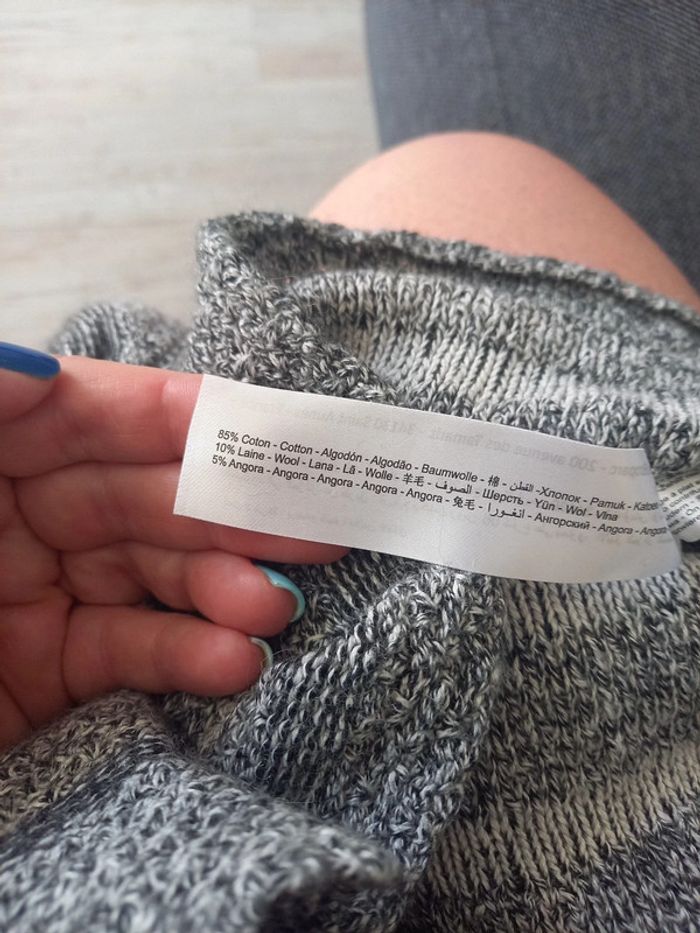 85% Coton - Cotton - Algodón - Algodão - Baumwolle - 棉 - القطن -Хлопок - Pamuk -
10% Laine - Wool - Lana - Lã - Wolle - 羊毛 - الصوف - Шерсть - Yün - Wol - Vlna
5% Angora - Angora - Angora - Angora - Angora - 兔毛 - انغورا - Ангорский - Angora - Angora